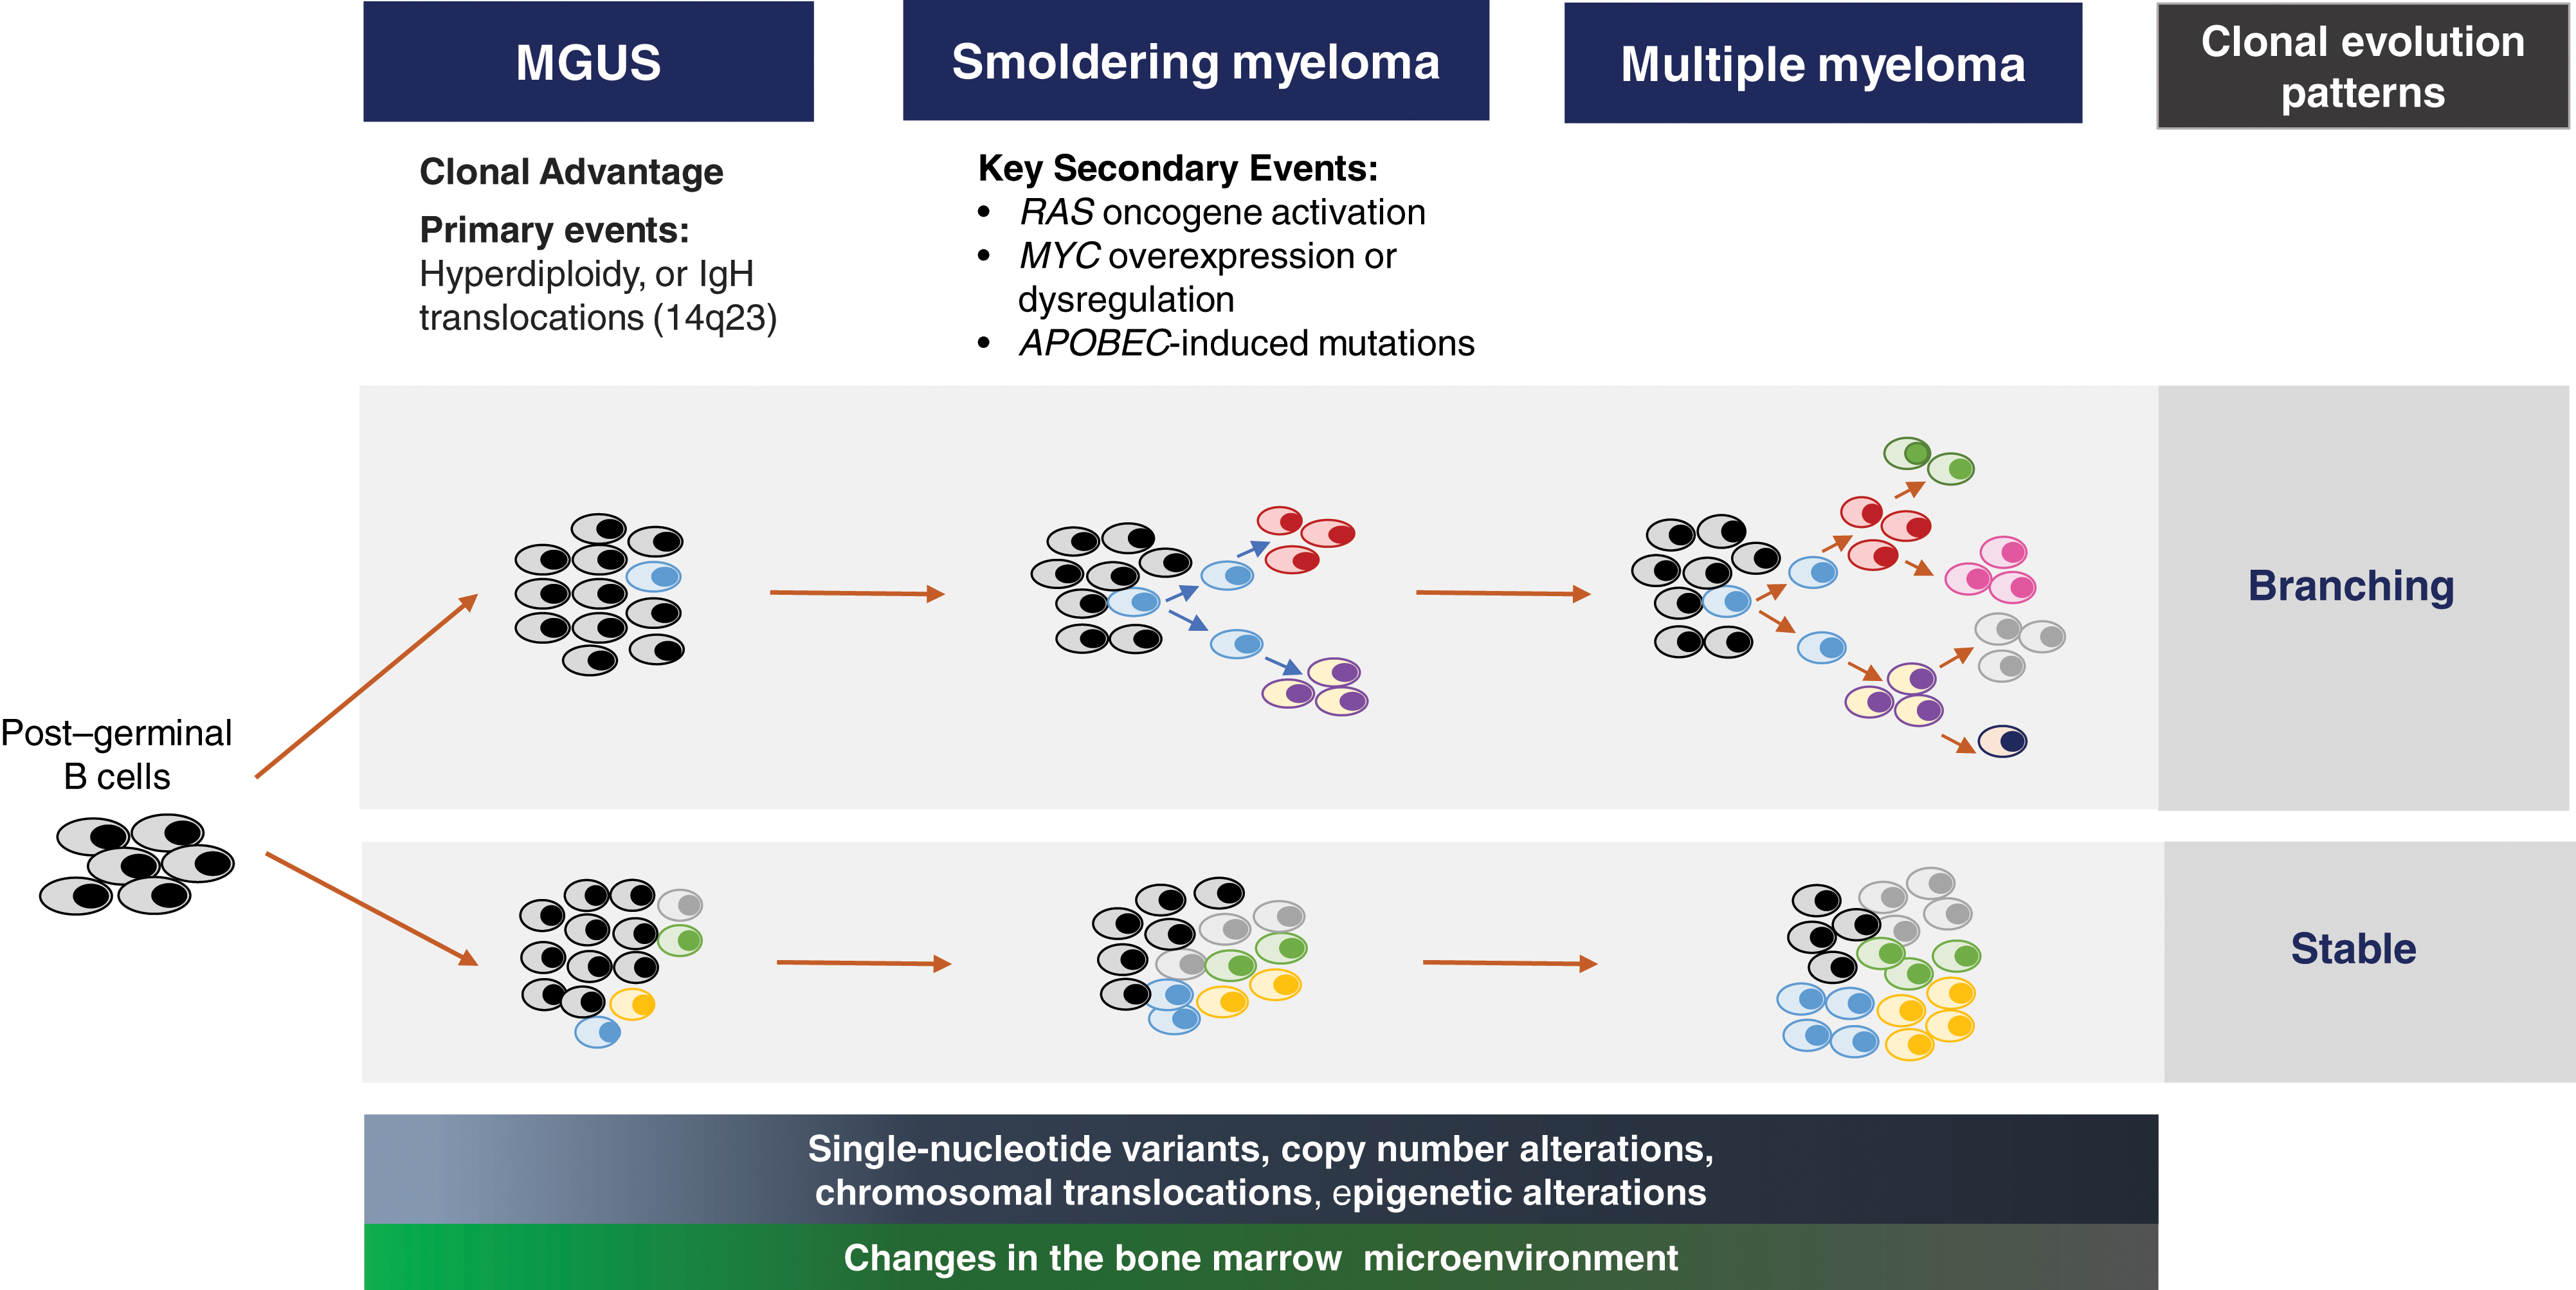 MGUS
Smoldering myeloma
Multiple myeloma
Clonal evolution
patterns
Clonal Advantage
Primary events:
Hyperdiploidy, or IgH
translocations (14q23)
Key Secondary Events:
• RAS oncogene activation
• MYC overexpression or
dysregulation
• APOBEC-induced mutations
Branching
Post–germinal
B cells
Stable
Single-nucleotide variants, copy number alterations,
chromosomal translocations, epigenetic alterations
Changes in the bone marrow microenvironment